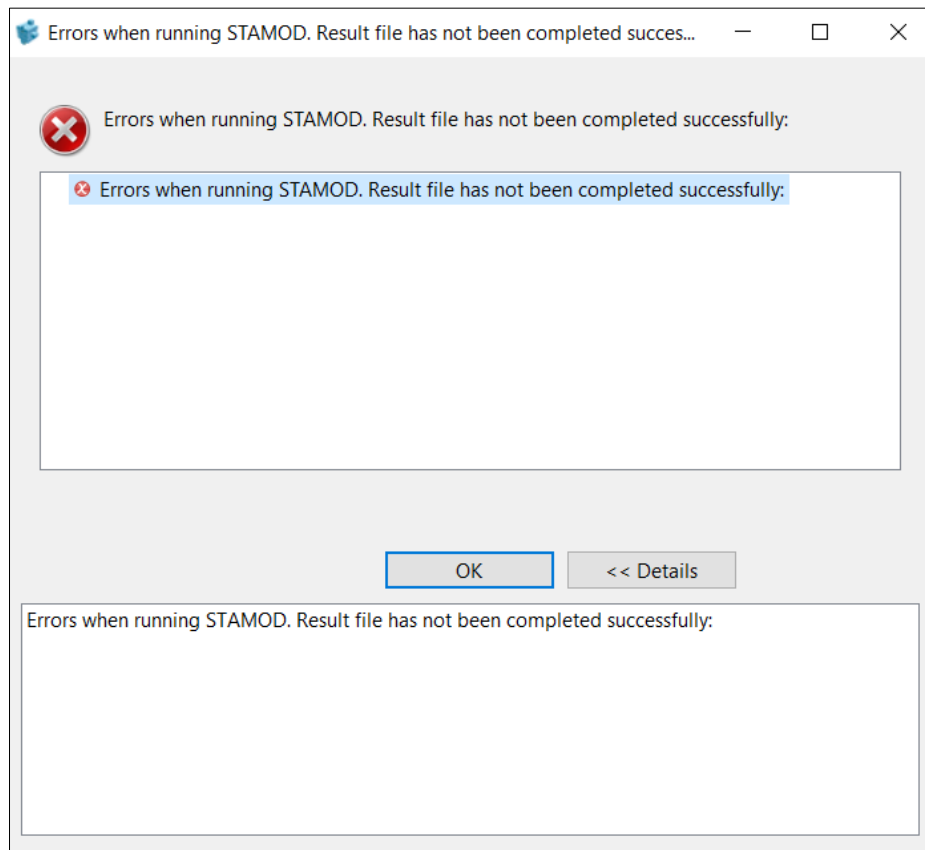 Errors when running STAMOD. Result file has not been completed succes...
Errors when running STAMOD. Result file has not been completed successfully:
Errors when running STAMOD. Result file has not been completed successfully:
OK
<< Details
Errors when running STAMOD. Result file has not been completed successfully: